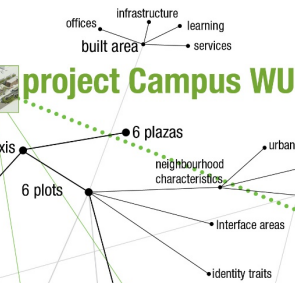 infrastructure
offices
learning
built area
services
project Campus WU
6 plazas
xis
urban
neighbourhood
characteristics
6 plots
Interface areas
identity traits